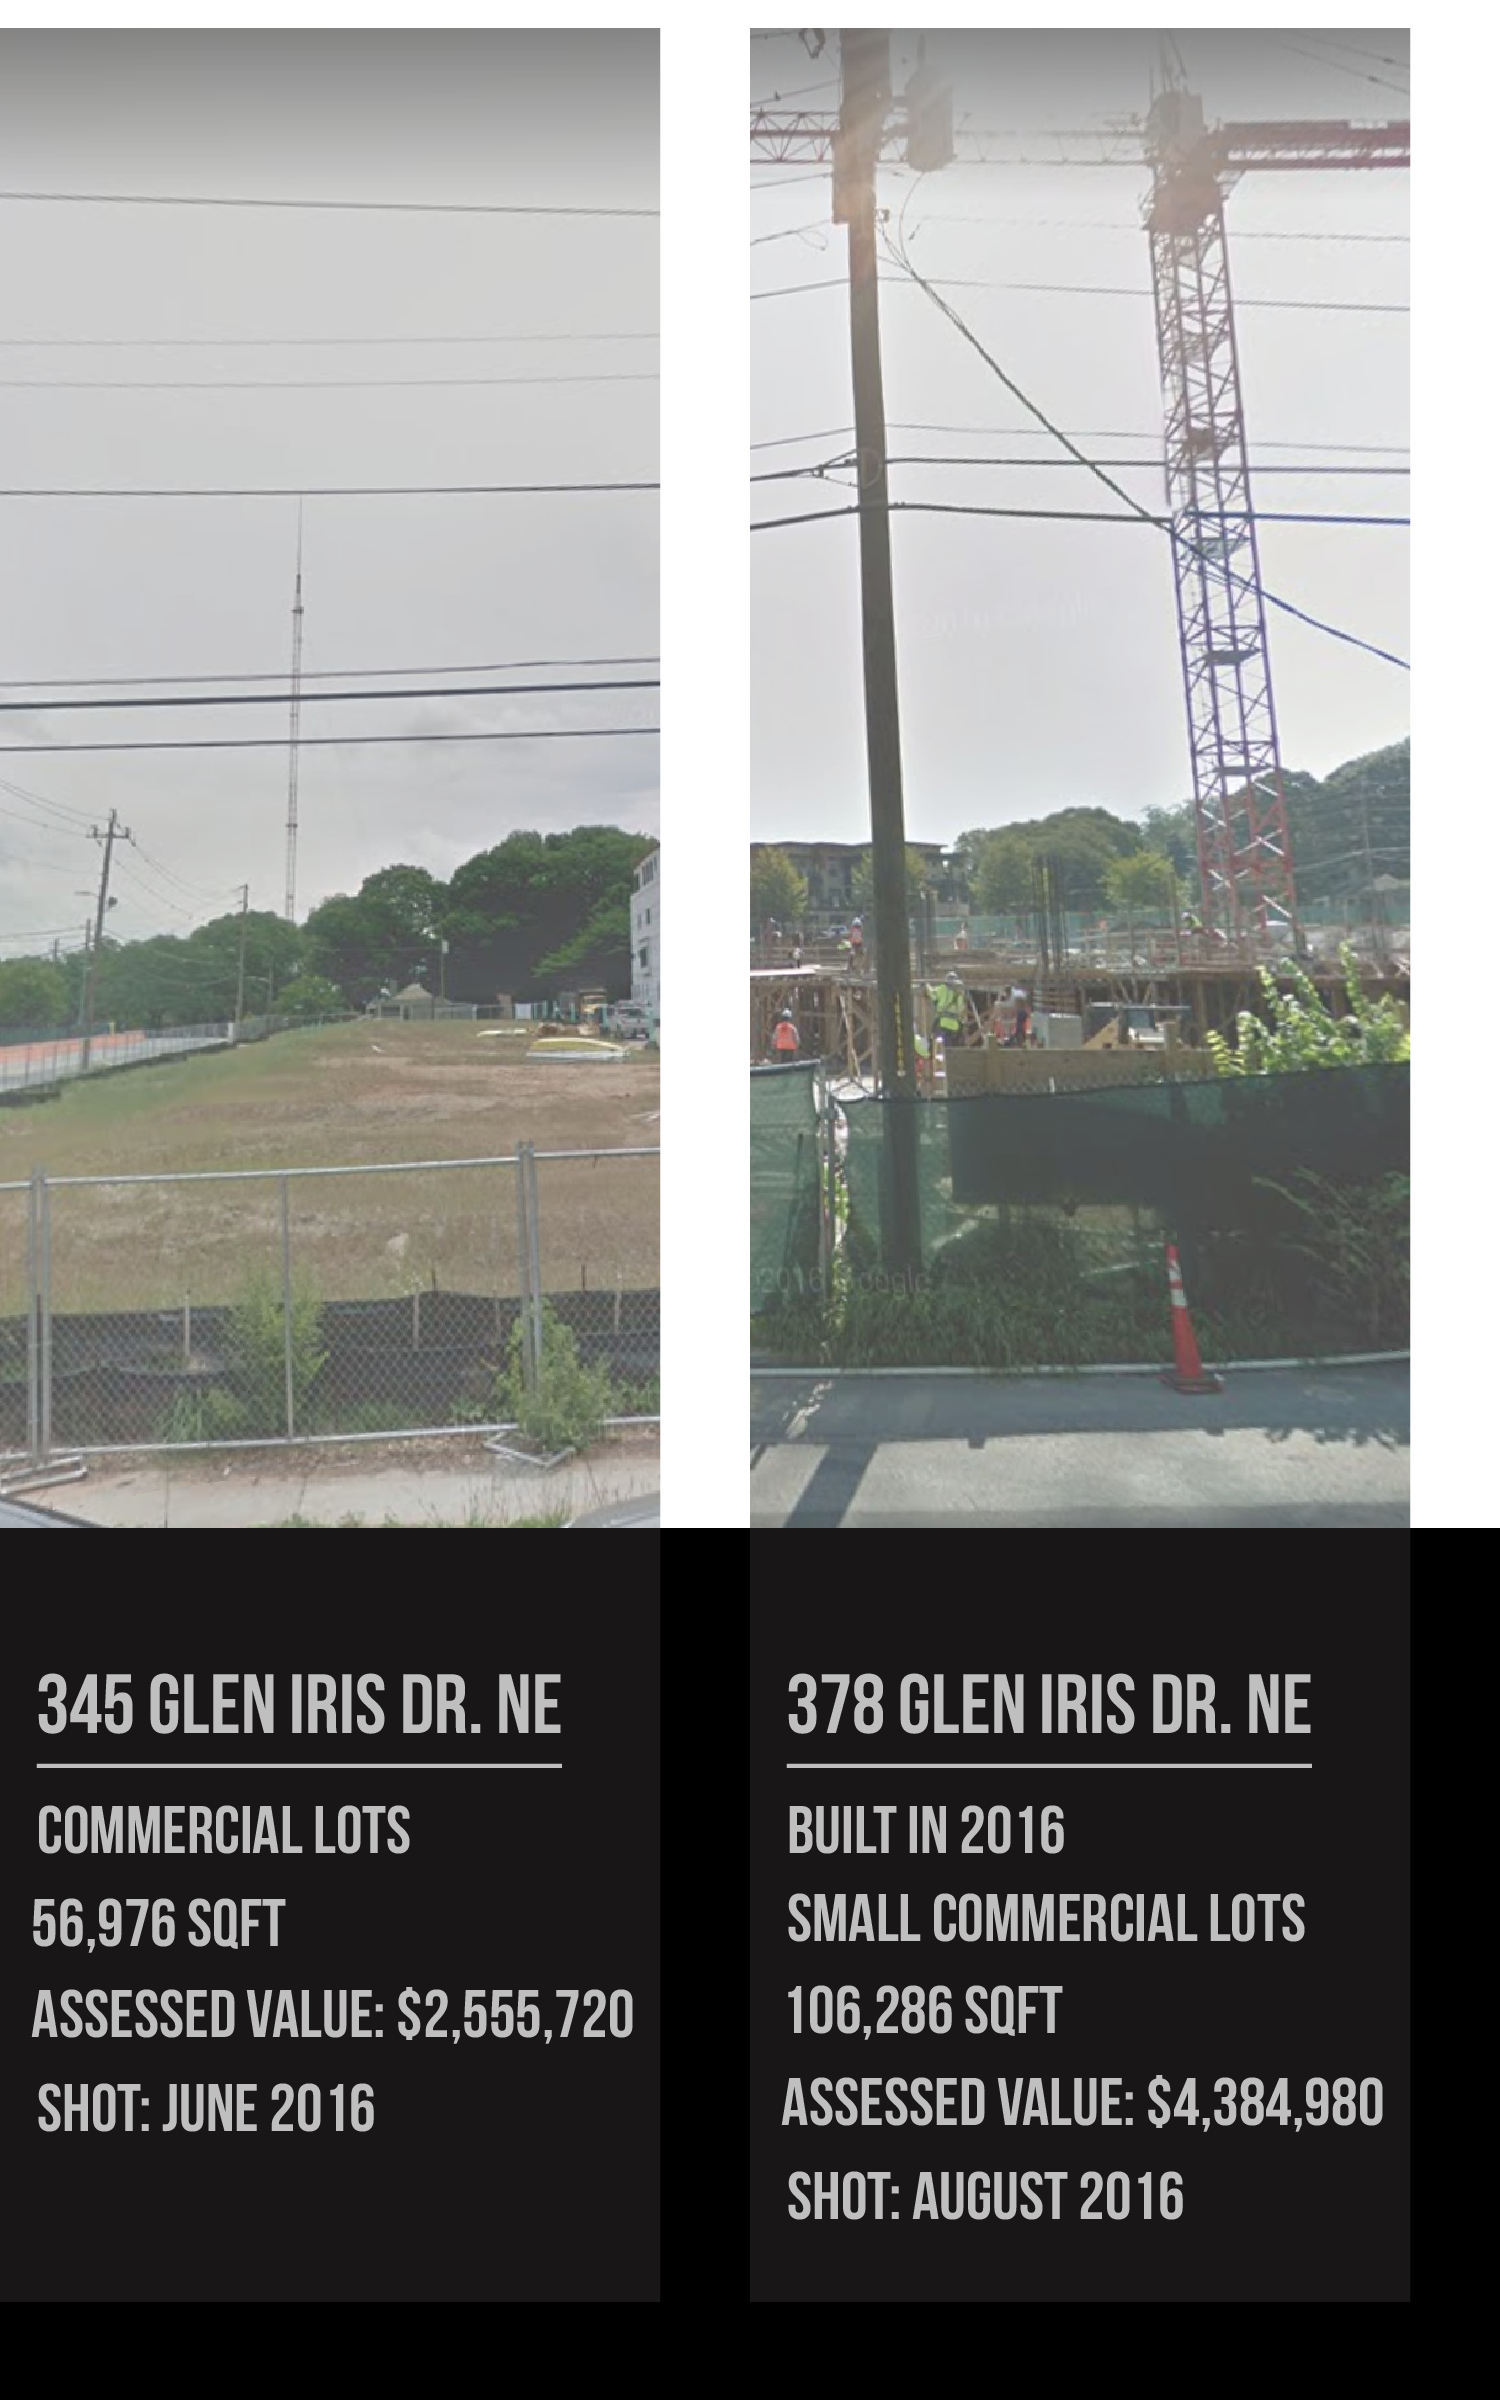 2016 Google
345 GLEN IRIS DR. NE
COMMERCIAL LOTS
56,976 SQFT
ASSESSED VALUE: $2,555,720
SHOT: JUNE 2016
378 GLEN IRIS DR. NE
BUILT IN 2016
SMALL COMMERCIAL LOTS
106,286 SQFT
ASSESSED VALUE: $4,384,980
SHOT: AUGUST 2016